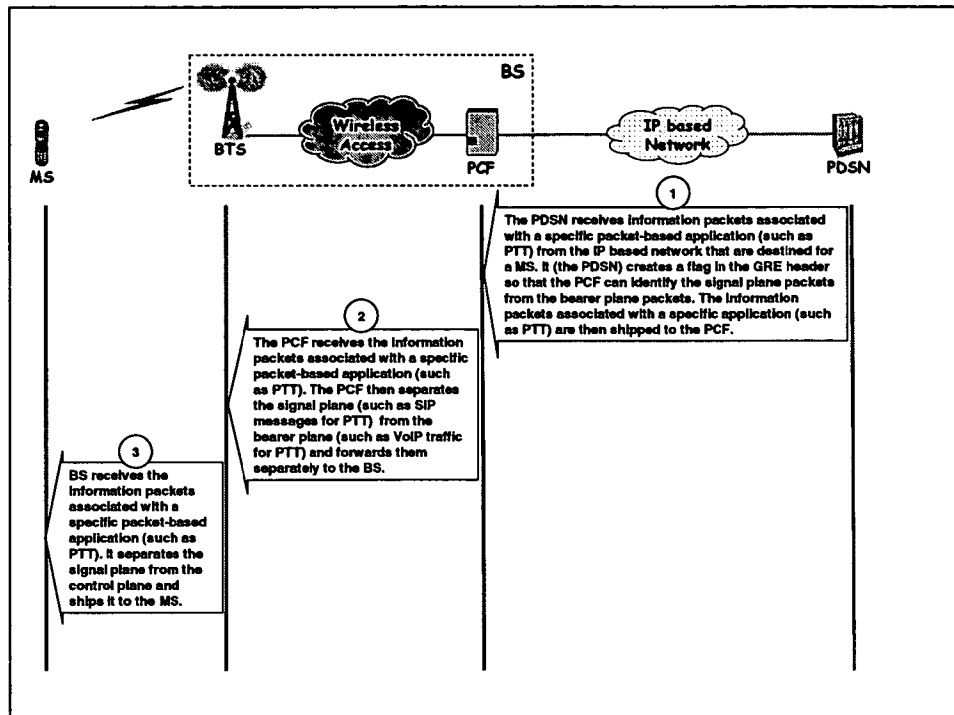 BS
Wireless
Access
IP based
Network
BTS
PCF
PDSN
MS
1
The PDSN receives information packets associated
with a specific packet-based application (such as
PTT) from the IP based network that are destined for
a MS. It (the PDSN) creates a flag in the GRE header
so that the PCF can identify the signal plane packets
from the bearer plane packets. The information
packets associated with a specific application (such
as PTT) are then shipped to the PCF.
2
The PCF receives the information
packets associated with a specific
packet-based application (such
as PTT). The PCF then separates
the signal plane (such as SIP
messages for PTT) from the
bearer plane (such as VoIP traffic
for PTT) and forwards them
separately to the BS.
3
BS receives the
information packets
associated with a
specific packet-based
application (such as
PTT). It separates the
signal plane from the
control plane and
ships it to the MS.